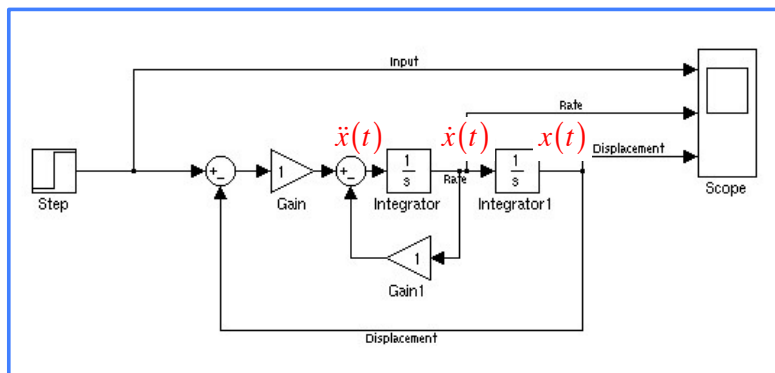 Input
Rate
ẍ(t) ẋ(t) x(t)
Displacement
+ - 1 + - 1/s Rate 1/s
Step Gain Integrator Integrator1 Scope
1
Gain1
Displacement